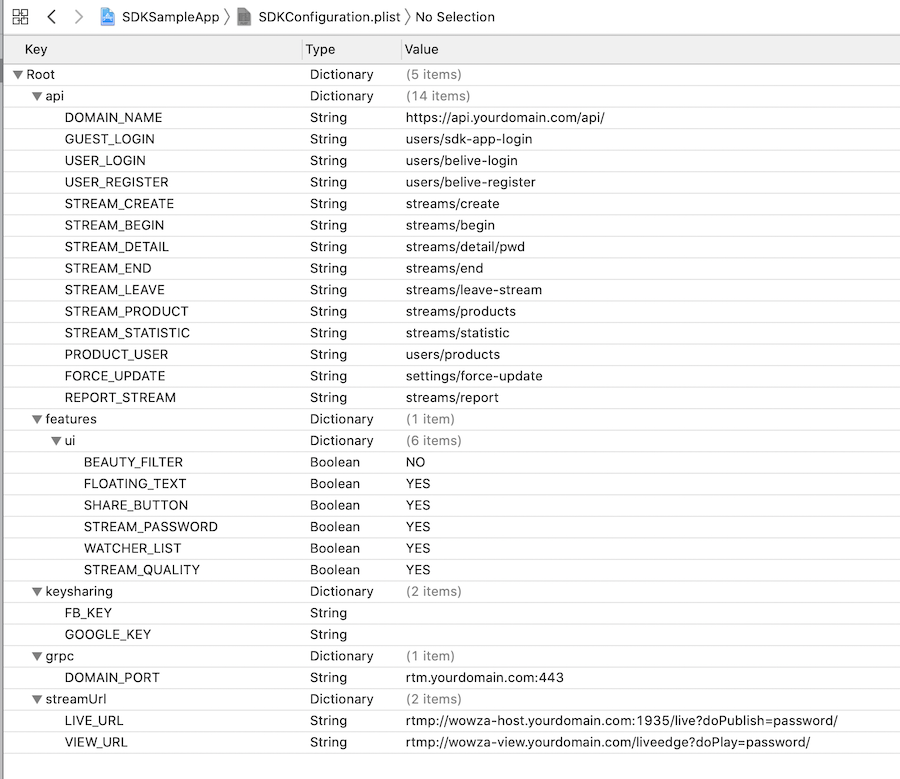 SDKSampleApp SDKConfiguration.plist No Selection
Key Type Value
Root Dictionary (5 items)
api Dictionary (14 items)
DOMAIN_NAME String https://api.yourdomain.com/api/
GUEST_LOGIN String users/sdk-app-login
USER_LOGIN String users/belive-login
USER_REGISTER String users/belive-register
STREAM_CREATE String streams/create
STREAM_BEGIN String streams/begin
STREAM_DETAIL String streams/detail/pwd
STREAM_END String streams/end
STREAM_LEAVE String streams/leave-stream
STREAM_PRODUCT String streams/products
STREAM_STATISTIC String streams/statistic
PRODUCT_USER String users/products
FORCE_UPDATE String settings/force-update
REPORT_STREAM String streams/report
features Dictionary (1 item)
ui Dictionary (6 items)
BEAUTY_FILTER Boolean NO
FLOATING_TEXT Boolean YES
SHARE_BUTTON Boolean YES
STREAM_PASSWORD Boolean YES
WATCHER_LIST Boolean YES
STREAM_QUALITY Boolean YES
keysharing Dictionary (2 items)
FB_KEY String
GOOGLE_KEY String
grpc Dictionary (1 item)
DOMAIN_PORT String rtm.yourdomain.com:443
streamUrl Dictionary (2 items)
LIVE_URL String rtmp://wowza-host.yourdomain.com:1935/live?doPublish=password/
VIEW_URL String rtmp://wowza-view.yourdomain.com/liveedge?doPlay=password/